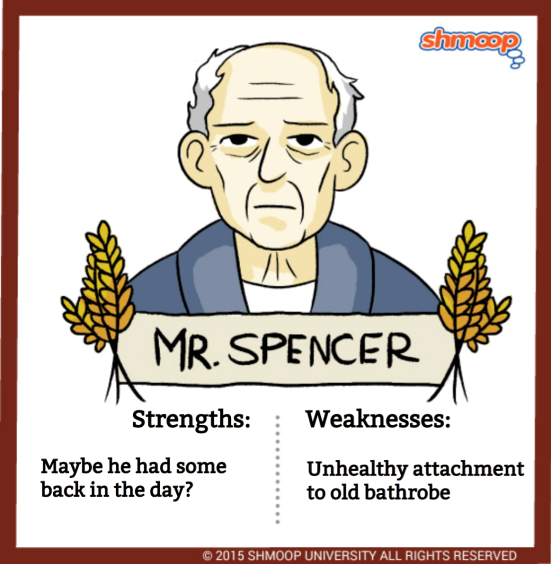 shmoop
MR. SPENCER
Strengths:
Maybe he had some
back in the day?
Weaknesses:
Unhealthy attachment
to old bathrobe
© 2015 SHMOOP UNIVERSITY ALL RIGHTS RESERVED